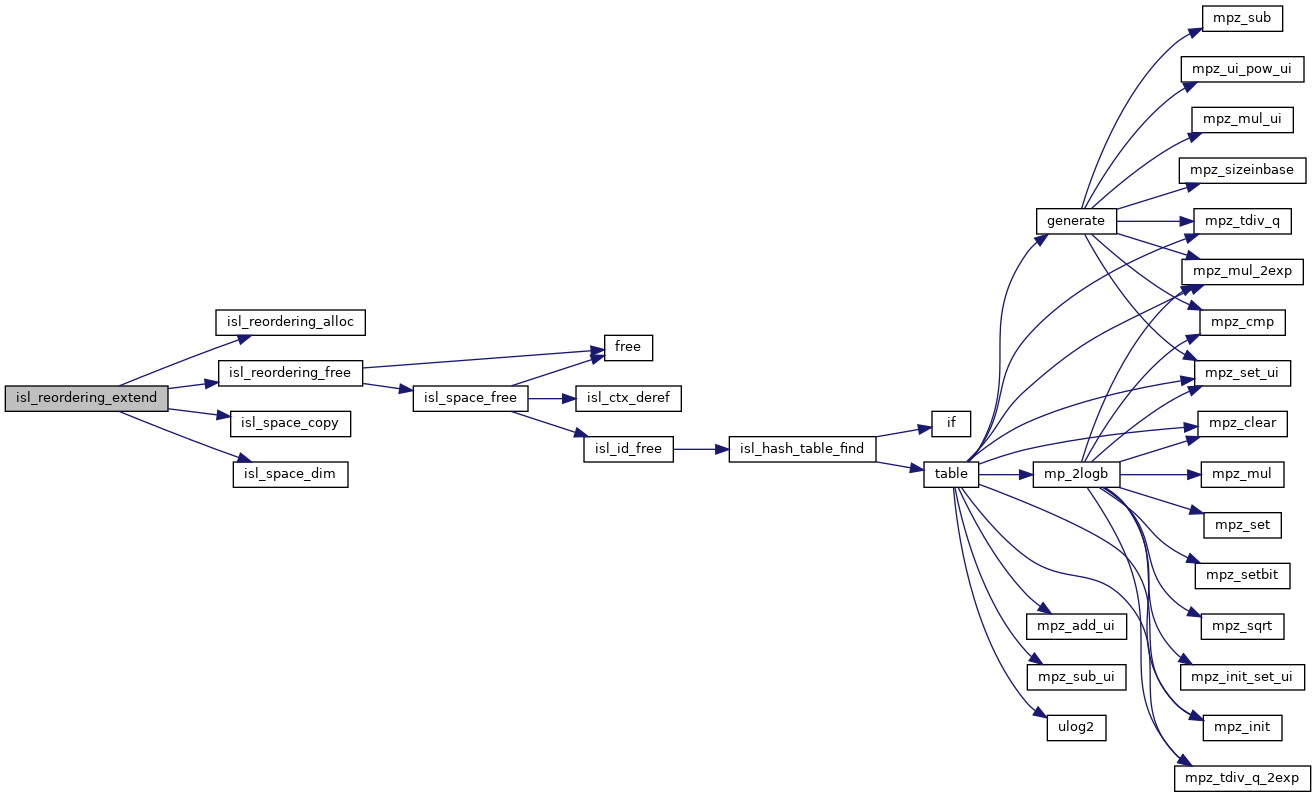 isl_reordering_extend
isl_reordering_alloc
isl_reordering_free
isl_space_copy
isl_space_dim
isl_space_free
free
isl_ctx_deref
isl_id_free
isl_hash_table_find
if
table
generate
mp_2logb
mpz_add_ui
mpz_sub_ui
ulog2
mpz_sub
mpz_ui_pow_ui
mpz_mul_ui
mpz_sizeinbase
mpz_tdiv_q
mpz_mul_2exp
mpz_cmp
mpz_set_ui
mpz_clear
mpz_mul
mpz_set
mpz_setbit
mpz_sqrt
mpz_init_set_ui
mpz_init
mpz_tdiv_q_2exp